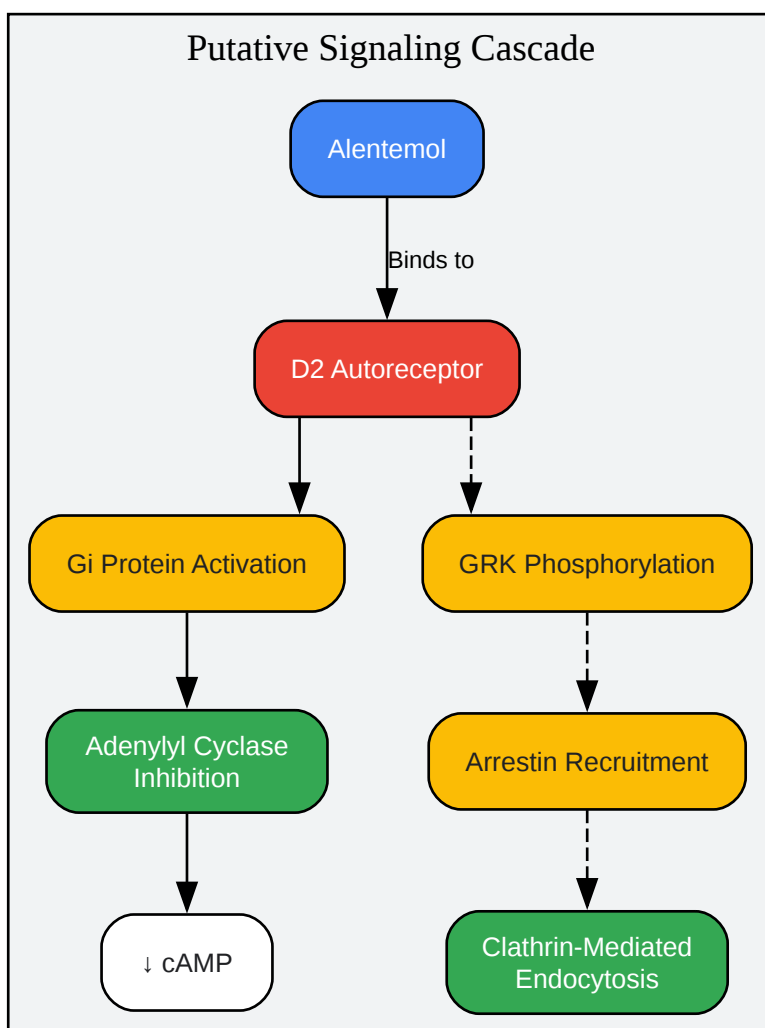 Putative Signaling Cascade
Alentemol
Binds to
D2 Autoreceptor
Gi Protein Activation
GRK Phosphorylation
Adenylyl Cyclase
Inhibition
Arrestin Recruitment
↓ cAMP
Clathrin-Mediated
Endocytosis